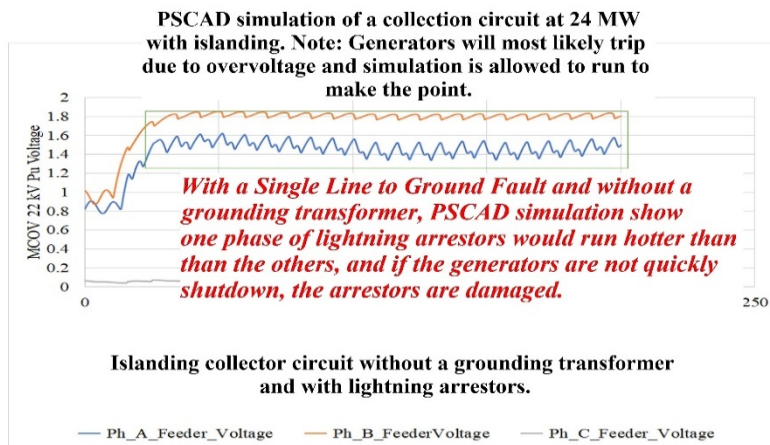 PSCAD simulation of a collection circuit at 24 MW
with islanding. Note: Generators will most likely trip
due to overvoltage and simulation is allowed to run to
make the point.
2
1.8
1.6
1.4
1.2
1
0.8
0.6
0.4
0.2
0
MCOV 22 kV Pu Voltage
With a Single Line to Ground Fault and without a
grounding transformer, PSCAD simulation show
one phase of lightning arrestors would run hotter than
than the others, and if the generators are not quickly
shutdown, the arrestors are damaged.
0
250
Islanding collector circuit without a grounding transformer
and with lightning arrestors.
Ph_A_Feeder_Voltage Ph_B_FeederVoltage Ph_C_Feeder_Voltage